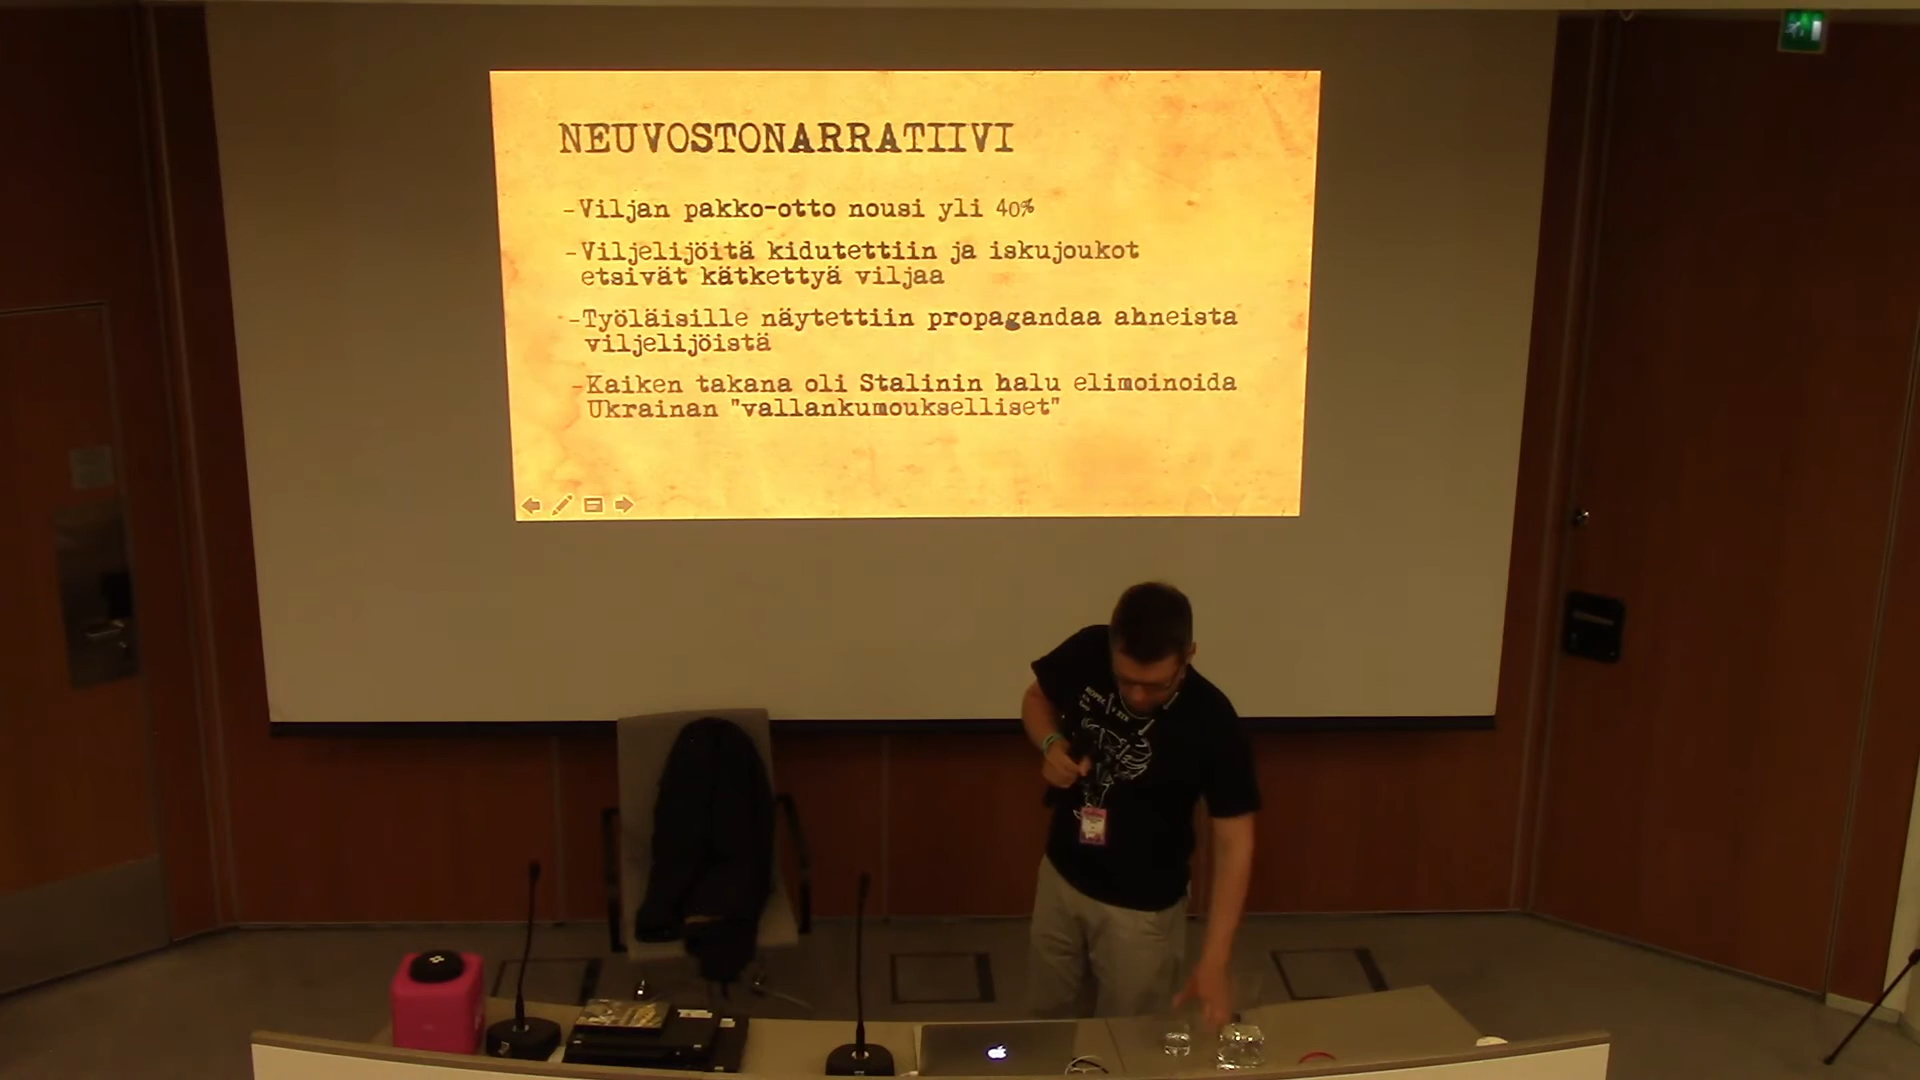 NEUVOSTONARRATIIVI
-Viljan pakko-otto nousi yli 40%
-Viljelijöitä kidutettiin ja iskujoukot
etsivät kätkettyä viljaa
-Työläisille näytettiin propagandaa ahneista
viljelijöistä
-Kaiken takana oli Stalinin halu elimoinoida
Ukrainan "vallankumoukselliset"